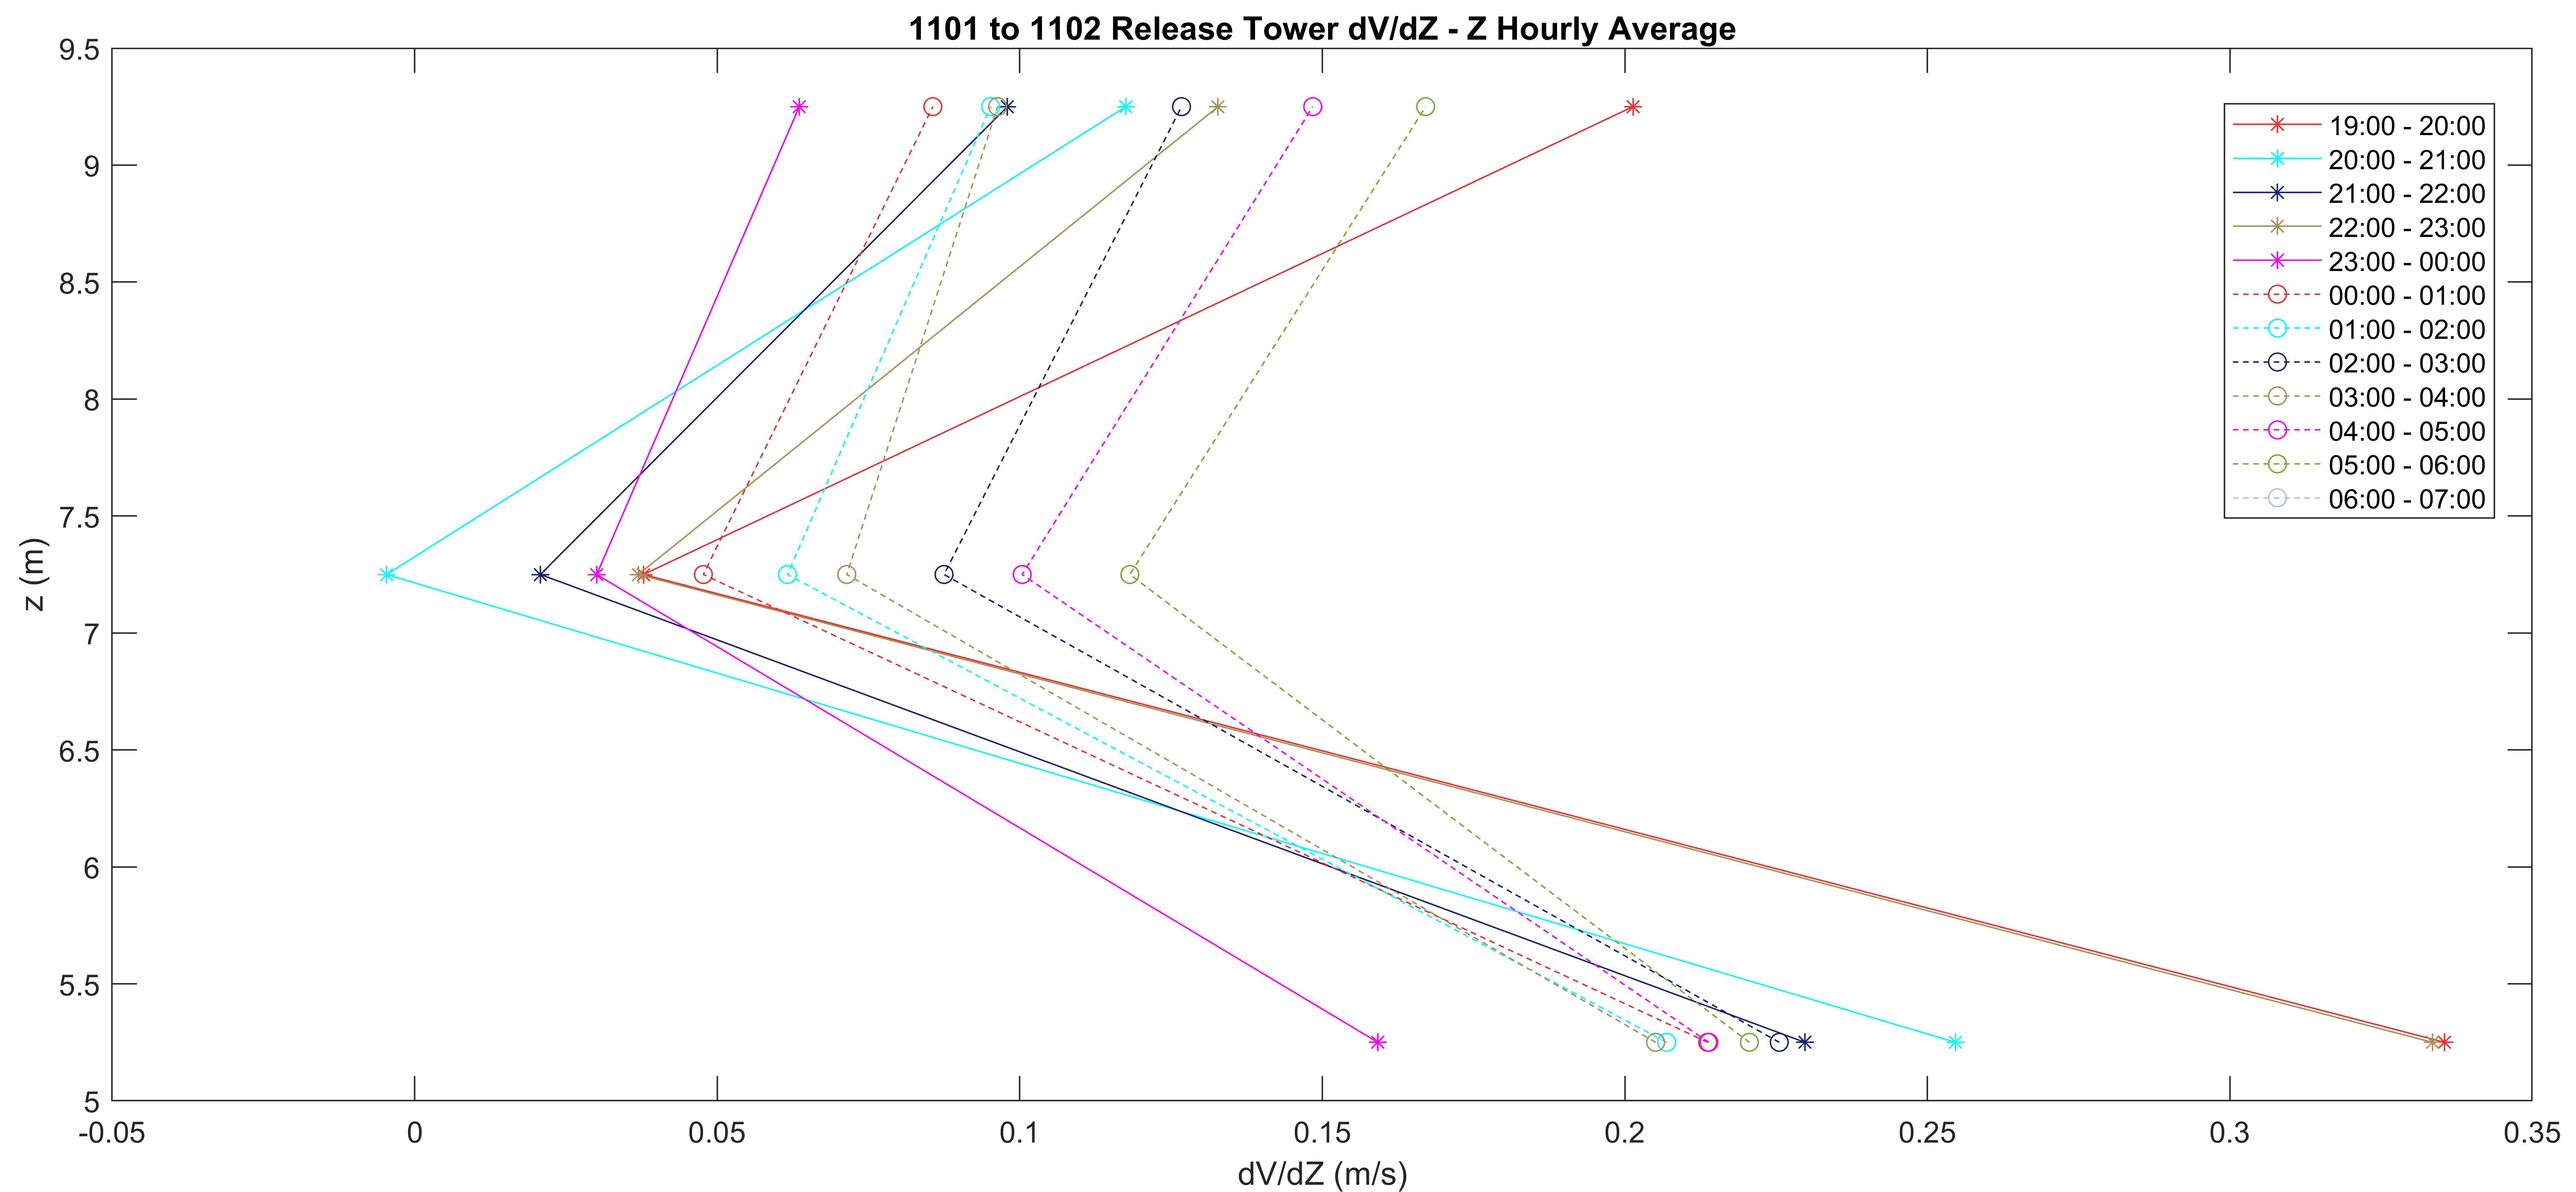 1101 to 1102 Release Tower dV/dZ - Z Hourly Average
9.5
9
8.5
8
7.5
7
6.5
6
5.5
5
z (m)
-0.05 0 0.05 0.1 0.15 0.2 0.25 0.3 0.35
dV/dZ (m/s)
19:00 - 20:00
20:00 - 21:00
21:00 - 22:00
22:00 - 23:00
23:00 - 00:00
00:00 - 01:00
01:00 - 02:00
02:00 - 03:00
03:00 - 04:00
04:00 - 05:00
05:00 - 06:00
06:00 - 07:00